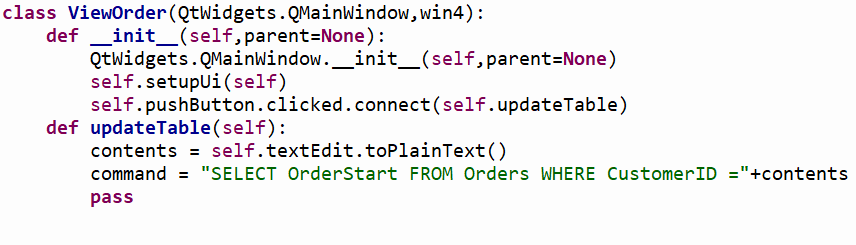 class ViewOrder(QtWidgets.QMainWindow,win4):
    def __init__(self,parent=None):
        QtWidgets.QMainWindow.__init__(self,parent=None)
        self.setupUi(self)
        self.pushButton.clicked.connect(self.updateTable)
    def updateTable(self):
        contents = self.textEdit.toPlainText()
        command = "SELECT OrderStart FROM Orders WHERE CustomerID ="+contents
        pass